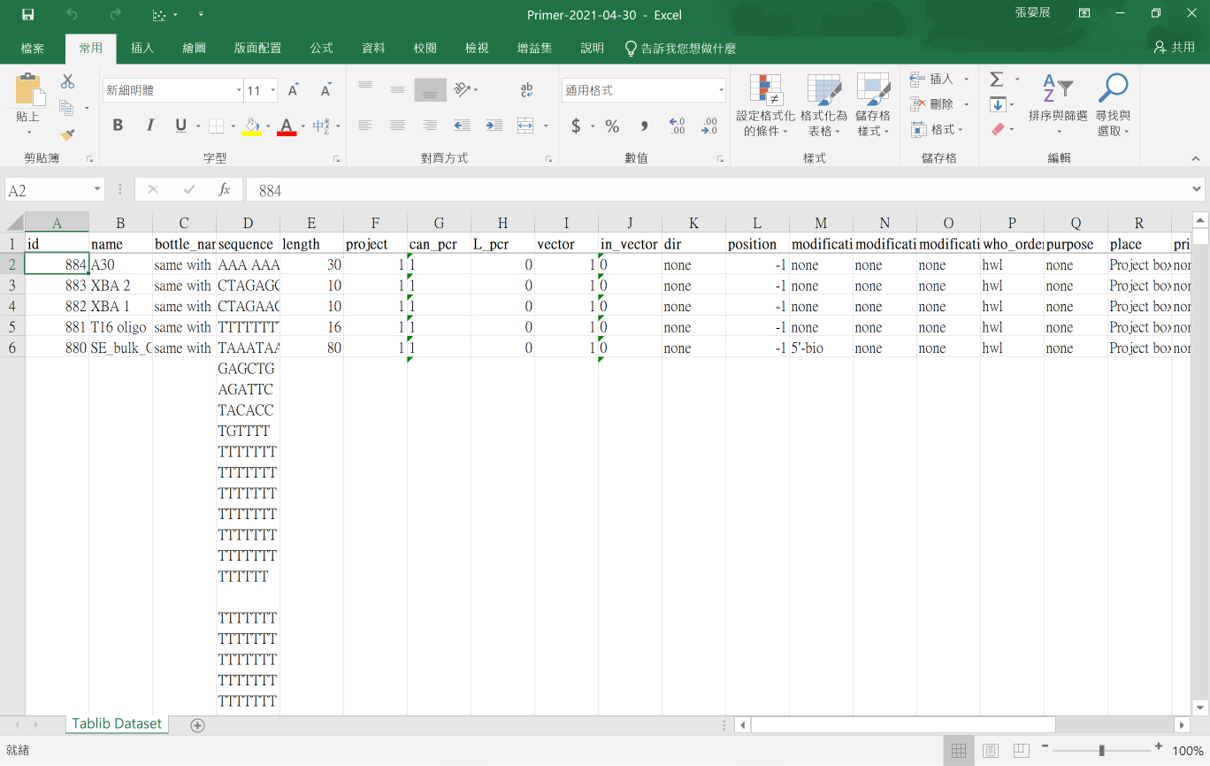 Primer-2021-04-30 - Excel
張晏展
檔案 常用 插入 繪圖 版面配置 公式 資料 校閱 檢視 增益集 說明 告訴我您想做什麼 共用
貼上
剪貼簿
新細明體 11
B I U A 中
字型
ab
對齊方式
通用格式
$ % , .00 .0
數值
設定格式化的條件 格式化為表格 儲存格樣式
樣式
插入
刪除
格式
儲存格
排序與篩選 尋找與選取
編輯
A2 fx 884
A B C D E F G H I J K L M N O P Q R
1 id name bottle_nar sequence length project can_pcr L_pcr vector in_vector dir position modificati modificati modificati who_orde purpose place pri
2 884 A30 same with AAA AAA 30 1 1 0 1 0 none -1 none none none hwl none Project box nor
3 883 XBA 2 same with CTAGAGC 10 1 1 0 1 0 none -1 none none none hwl none Project box nor
4 882 XBA 1 same with CTAGAAC 10 1 1 0 1 0 none -1 none none none hwl none Project box nor
5 881 T16 oligo same with TTTTTTT 16 1 1 0 1 0 none -1 none none none hwl none Project box nor
6 880 SE_bulk_C same with TAAATAA 80 1 1 0 1 0 none -1 5'-bio none none hwl none Project box nor
GAGCTG
AGATTC
TACACC
TGTTTT
TTTTTTT
TTTTTTT
TTTTTTT
TTTTTTT
TTTTTTT
TTTTTTT
TTTTTT
TTTTTTT
TTTTTTT
TTTTTTT
TTTTTTT
TTTTTTT
Tablib Dataset
就緒
100%